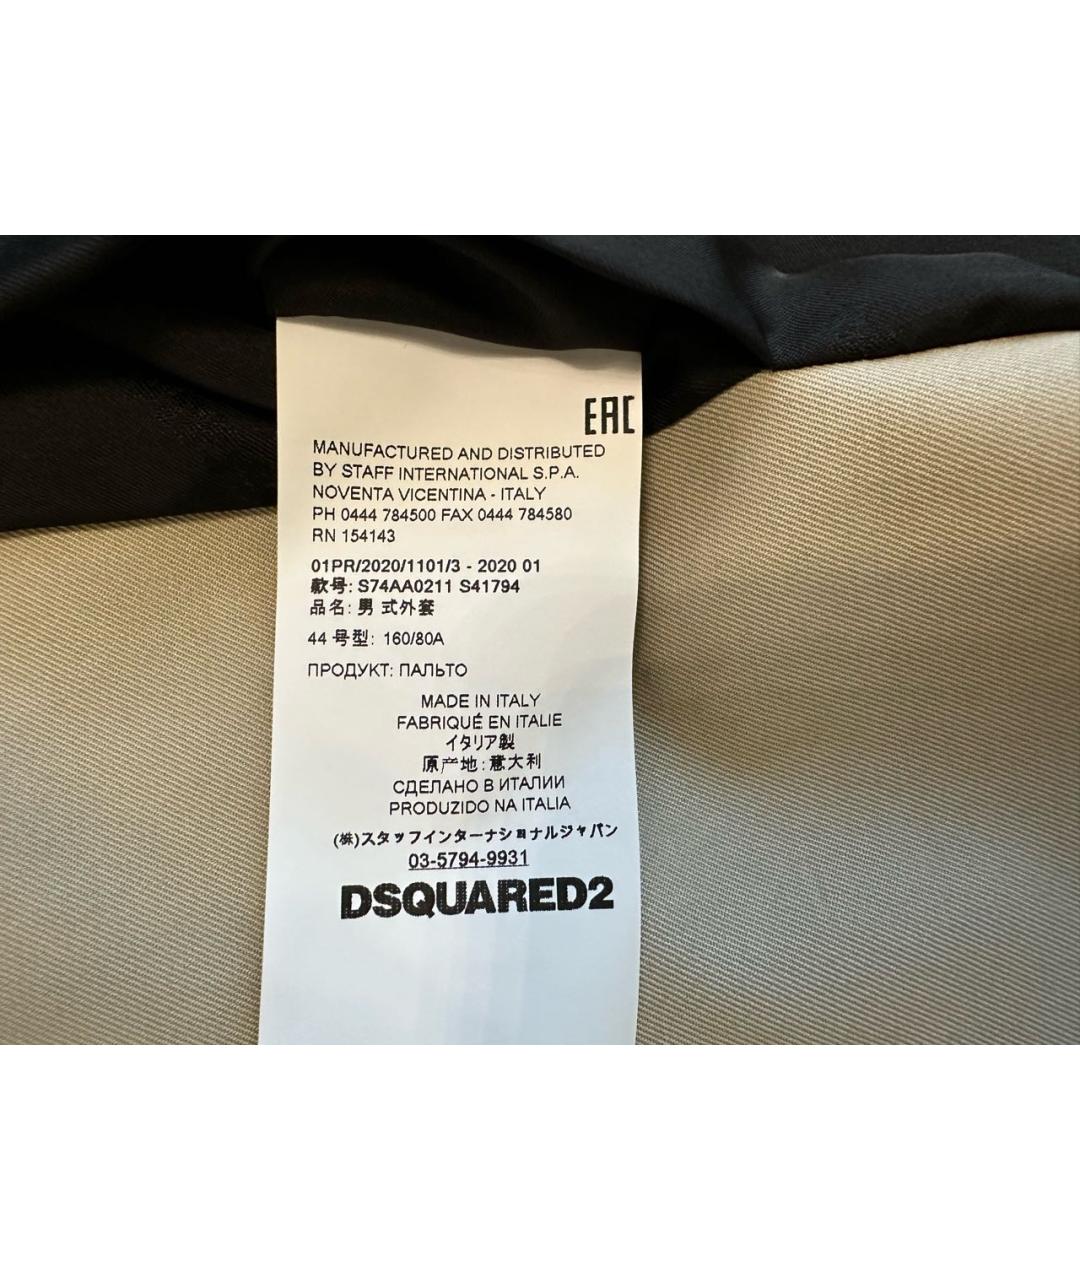 EAC
MANUFACTURED AND DISTRIBUTED
BY STAFF INTERNATIONAL S.P.A.
NOVENTA VICENTINA - ITALY
PH 0444 784500 FAX 0444 784580
RN 154143
01PR/2020/1101/3 - 2020 01
款号: S74AA0211 S41794
品名: 男 式外套
44 号型: 160/80A
ПРОДУКТ: ПАЛЬТО
MADE IN ITALY
FABRIQUÉ EN ITALIE
イタリア製
原产地: 意大利
СДЕЛАНО В ИТАЛИИ
PRODUZIDO NA ITALIA
(株)スタッフインターナショナルジャパン
03-5794-9931
DSQUARED2